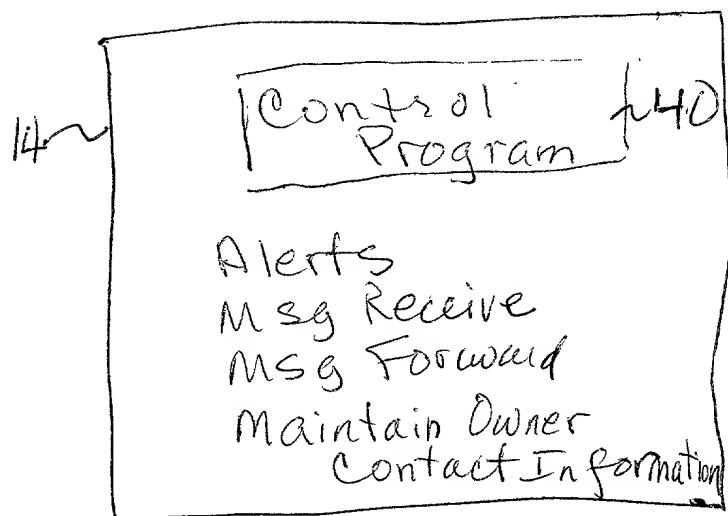 Control
14 Program 40
Alerts
Msg Receive
Msg Forward
Maintain Owner
Contact Information